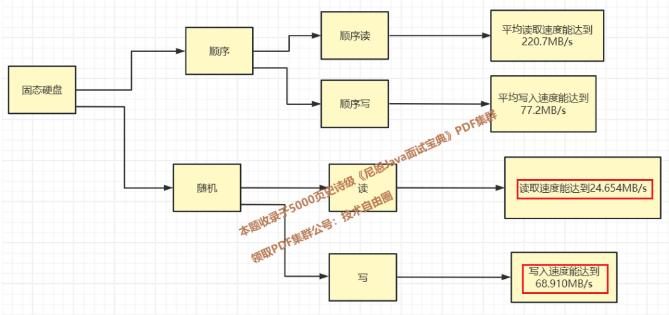 固态硬盘
顺序
顺序读
平均读取速度能达到
220.7MB/s
顺序写
平均写入速度能达到
77.2MB/s
随机
读
读取速度能达到24.654MB/s
写
写入速度能达到
68.910MB/s
本题收录于5000页史诗级《尼恩Java面试宝典》PDF集群
领取PDF集群公号：技术自由圈